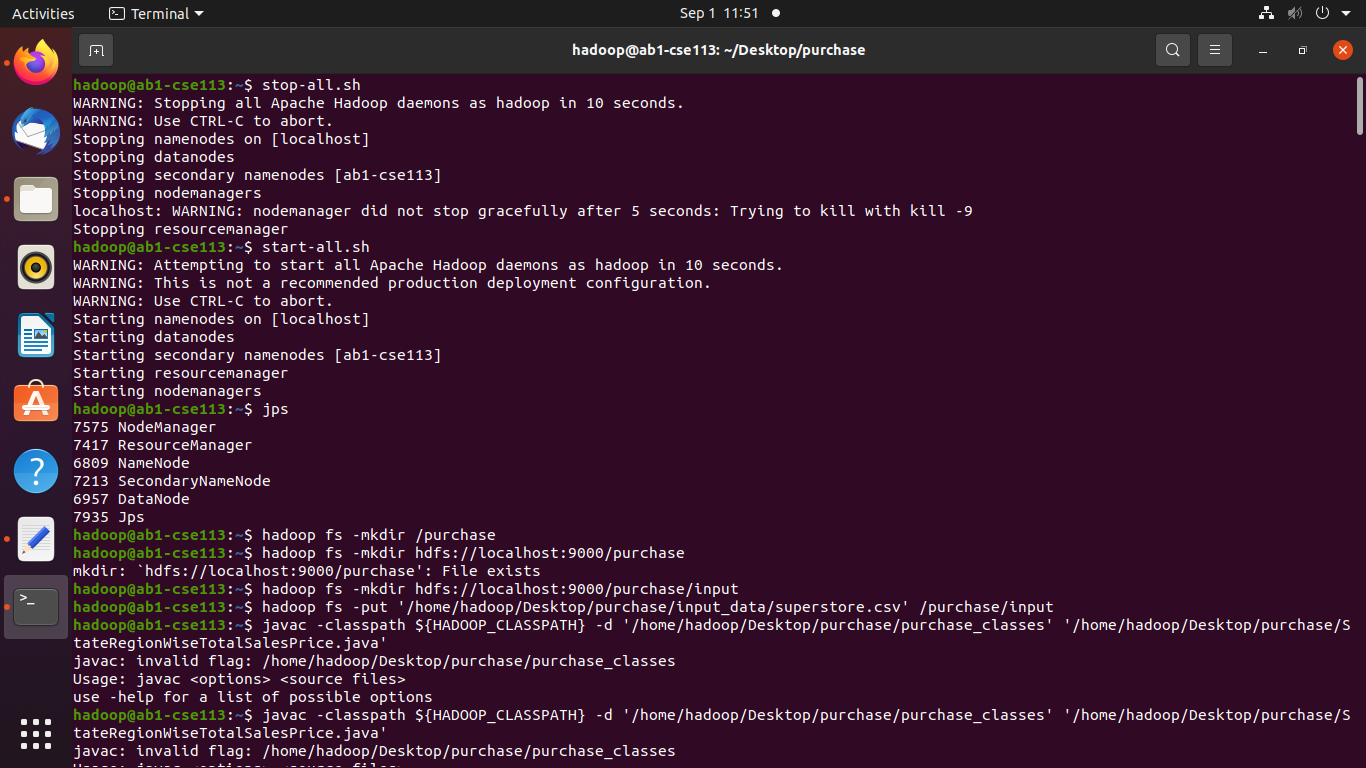 Activities
Terminal
Sep 1 11:51
hadoop@ab1-cse113: ~/Desktop/purchase
hadoop@ab1-cse113:~$ stop-all.sh
WARNING: Stopping all Apache Hadoop daemons as hadoop in 10 seconds.
WARNING: Use CTRL-C to abort.
Stopping namenodes on [localhost]
Stopping datanodes
Stopping secondary namenodes [ab1-cse113]
Stopping nodemanagers
localhost: WARNING: nodemanager did not stop gracefully after 5 seconds: Trying to kill with kill -9
Stopping resourcemanager
hadoop@ab1-cse113:~$ start-all.sh
WARNING: Attempting to start all Apache Hadoop daemons as hadoop in 10 seconds.
WARNING: This is not a recommended production deployment configuration.
WARNING: Use CTRL-C to abort.
Starting namenodes on [localhost]
Starting datanodes
Starting secondary namenodes [ab1-cse113]
Starting resourcemanager
Starting nodemanagers
hadoop@ab1-cse113:~$ jps
7575 NodeManager
7417 ResourceManager
6809 NameNode
7213 SecondaryNameNode
6957 DataNode
7935 Jps
hadoop@ab1-cse113:~$ hadoop fs -mkdir /purchase
hadoop@ab1-cse113:~$ hadoop fs -mkdir hdfs://localhost:9000/purchase
mkdir: `hdfs://localhost:9000/purchase': File exists
hadoop@ab1-cse113:~$ hadoop fs -mkdir hdfs://localhost:9000/purchase/input
hadoop@ab1-cse113:~$ hadoop fs -put '/home/hadoop/Desktop/purchase/input_data/superstore.csv' /purchase/input
hadoop@ab1-cse113:~$ javac -classpath ${HADOOP_CLASSPATH} -d '/home/hadoop/Desktop/purchase/purchase_classes' '/home/hadoop/Desktop/purchase/S
tateRegionWiseTotalSalesPrice.java'
javac: invalid flag: /home/hadoop/Desktop/purchase/purchase_classes
Usage: javac <options> <source files>
use -help for a list of possible options
hadoop@ab1-cse113:~$ javac -classpath ${HADOOP_CLASSPATH} -d '/home/hadoop/Desktop/purchase/purchase_classes' '/home/hadoop/Desktop/purchase/S
tateRegionWiseTotalSalesPrice.java'
javac: invalid flag: /home/hadoop/Desktop/purchase/purchase_classes
Usage: javac <options> <source files>